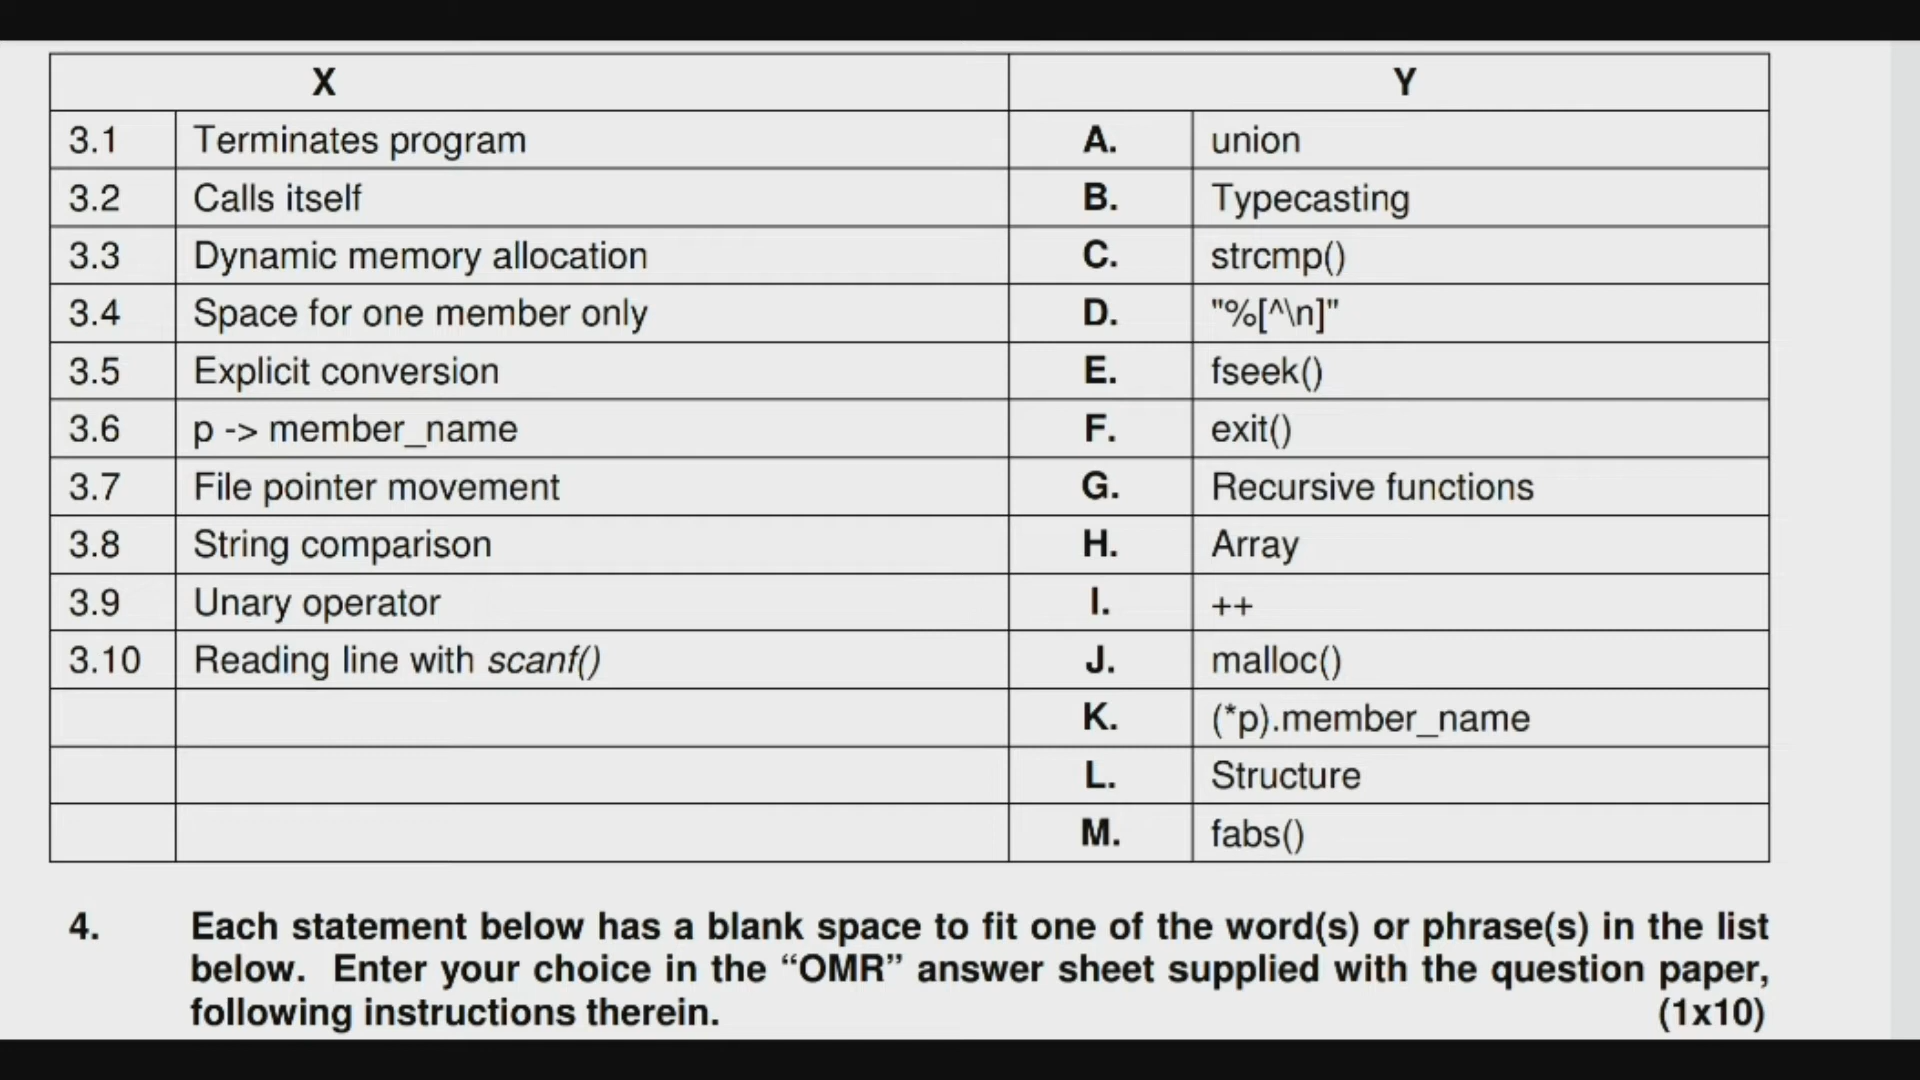 X Y
3.1 Terminates program A. union
3.2 Calls itself B. Typecasting
3.3 Dynamic memory allocation C. strcmp()
3.4 Space for one member only D. "%[^\n]"
3.5 Explicit conversion E. fseek()
3.6 p -> member_name F. exit()
3.7 File pointer movement G. Recursive functions
3.8 String comparison H. Array
3.9 Unary operator I. ++
3.10 Reading line with scanf() J. malloc()
K. (*p).member_name
L. Structure
M. fabs()
4. Each statement below has a blank space to fit one of the word(s) or phrase(s) in the list
below. Enter your choice in the “OMR” answer sheet supplied with the question paper,
following instructions therein. (1x10)